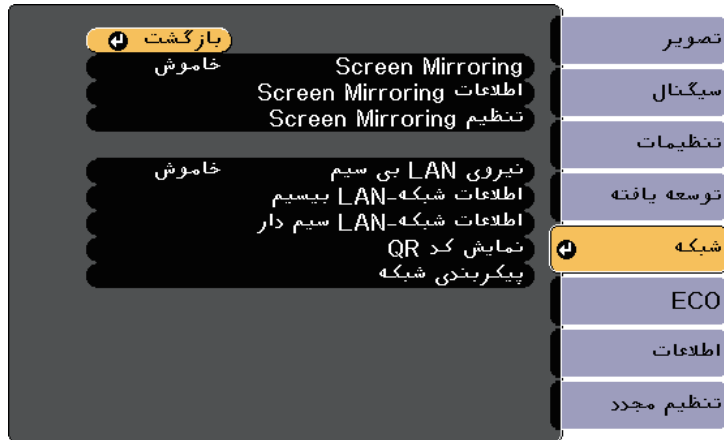 تصویر
سیگنال
تنظیمات
توسعه یافته
شبکه
ECO
اطلاعات
تنظیم مجدد
بازگشت
Screen Mirroring خاموش
اطلاعات Screen Mirroring
تنظیم Screen Mirroring
نیروی LAN بی سیم خاموش
اطلاعات شبکه-LAN بیسیم
اطلاعات شبکه-LAN سیم دار
نمایش کد QR
پیکربندی شبکه